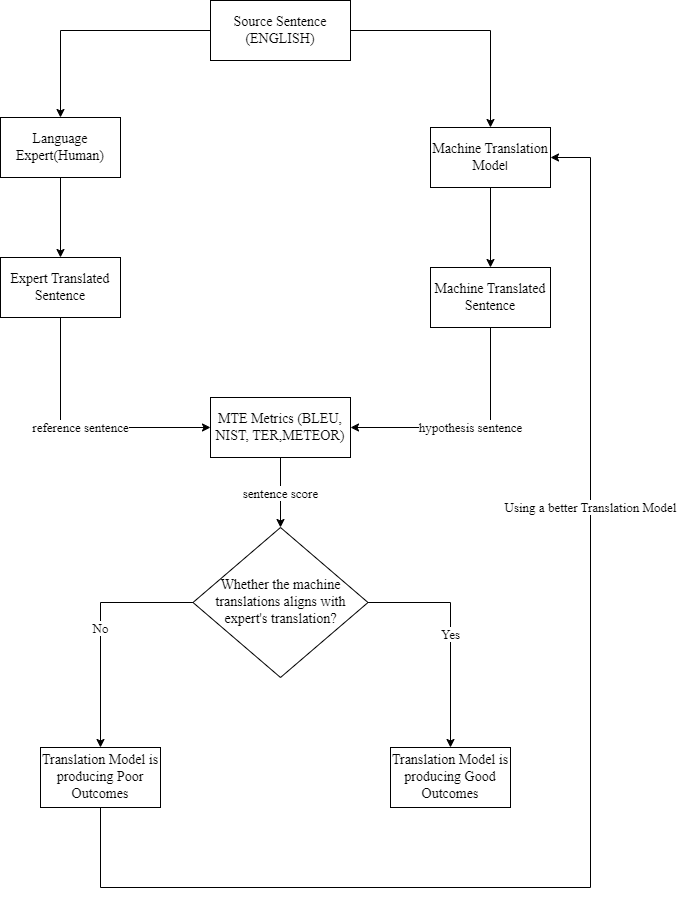 Source Sentence
(ENGLISH)
Language
Expert(Human)
Machine Translation
Model
Expert Translated
Sentence
Machine Translated
Sentence
reference sentence
MTE Metrics (BLEU,
NIST, TER,METEOR)
hypothesis sentence
sentence score
Using a better Translation Model
Whether the machine
translations aligns with
expert's translation?
No
Yes
Translation Model is
producing Poor
Outcomes
Translation Model is
producing Good
Outcomes